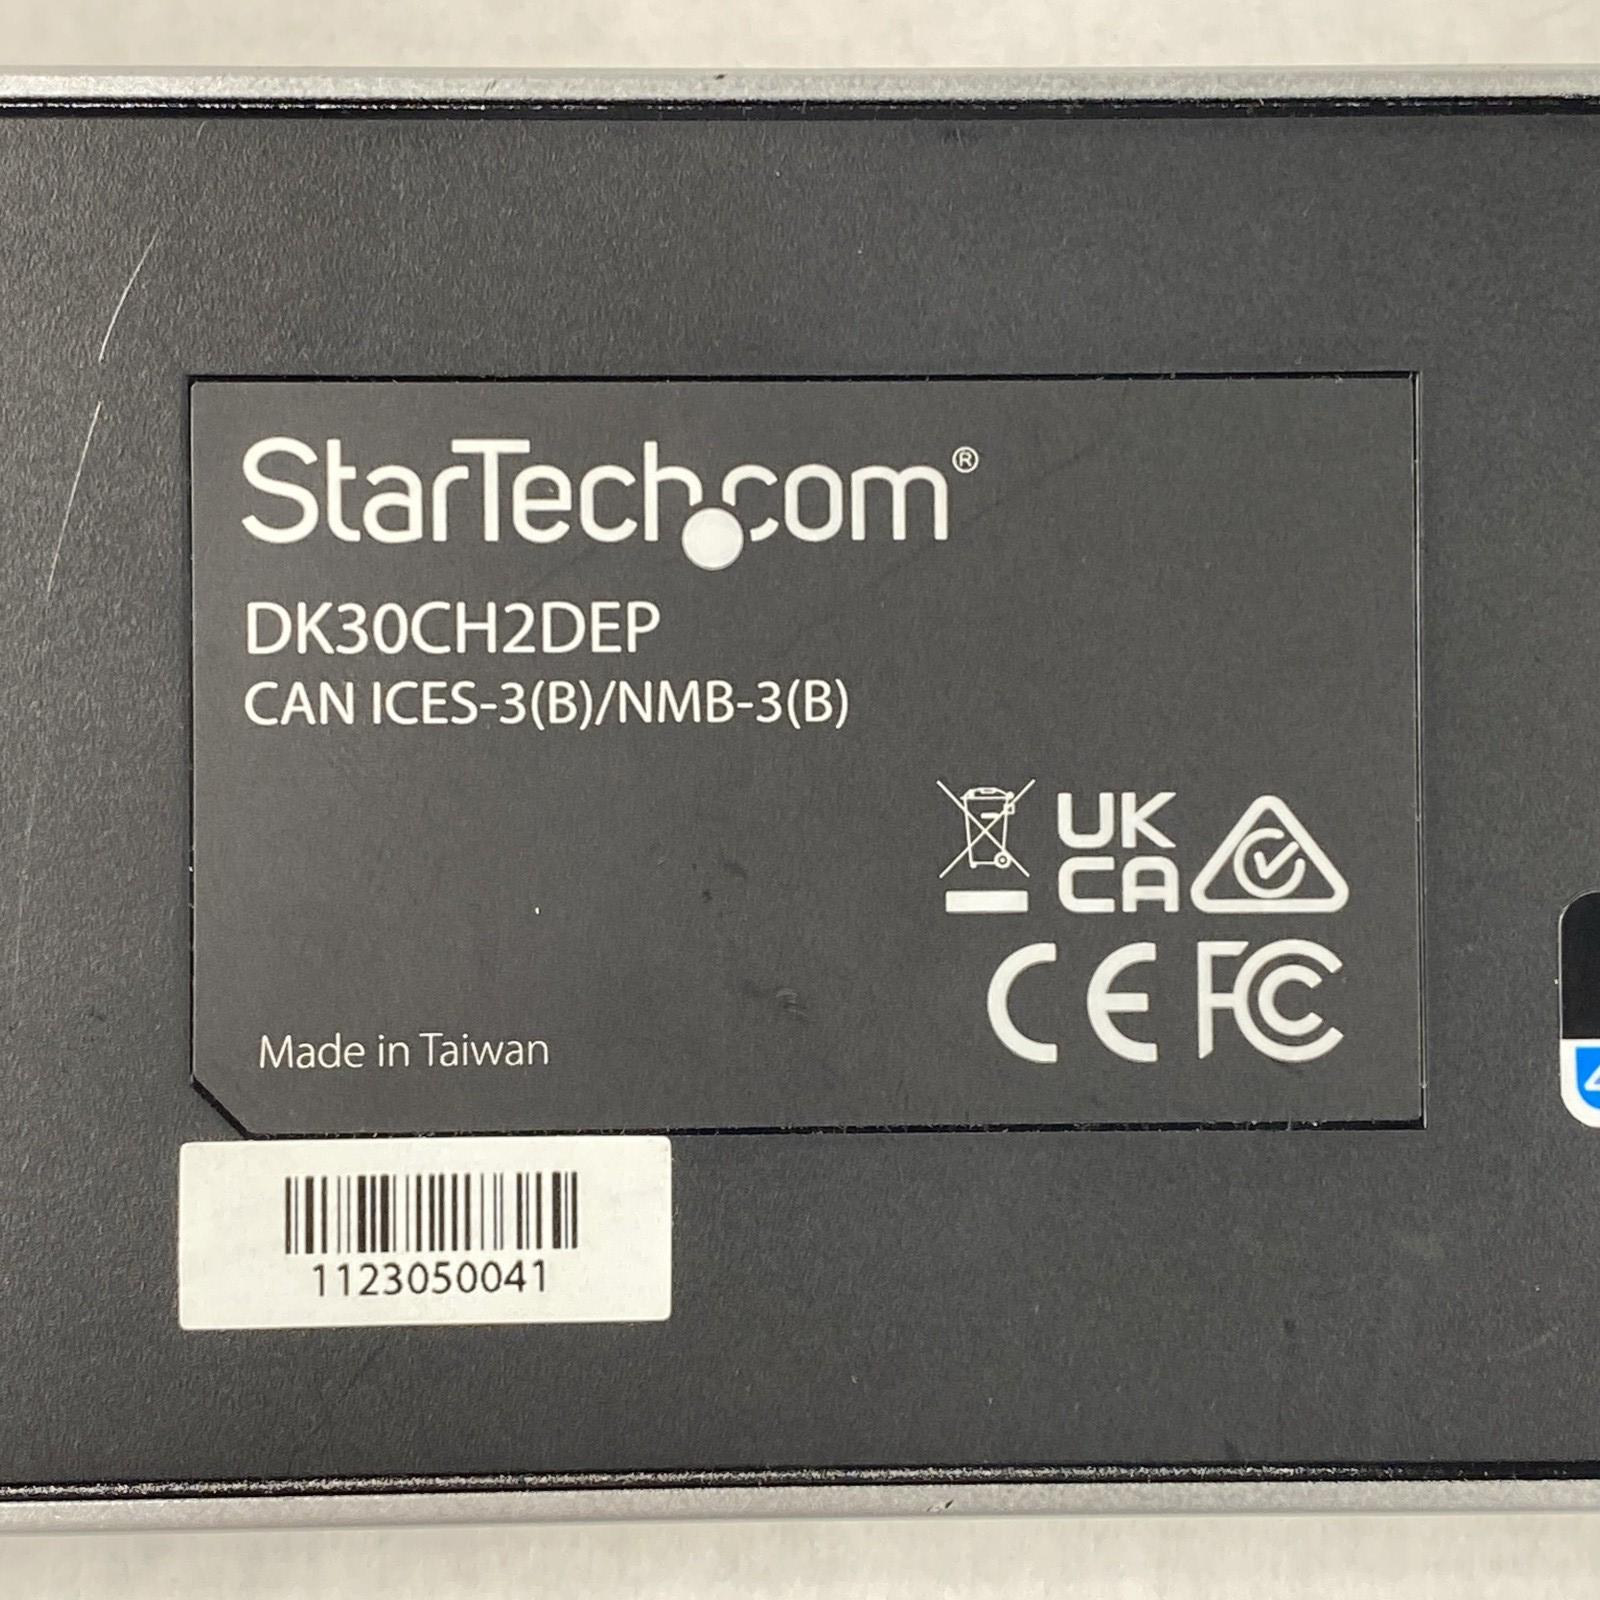 StarTech.com®
DK30CH2DEP
CAN ICES-3(B)/NMB-3(B)
UK
CA
CE FC
Made in Taiwan
1123050041